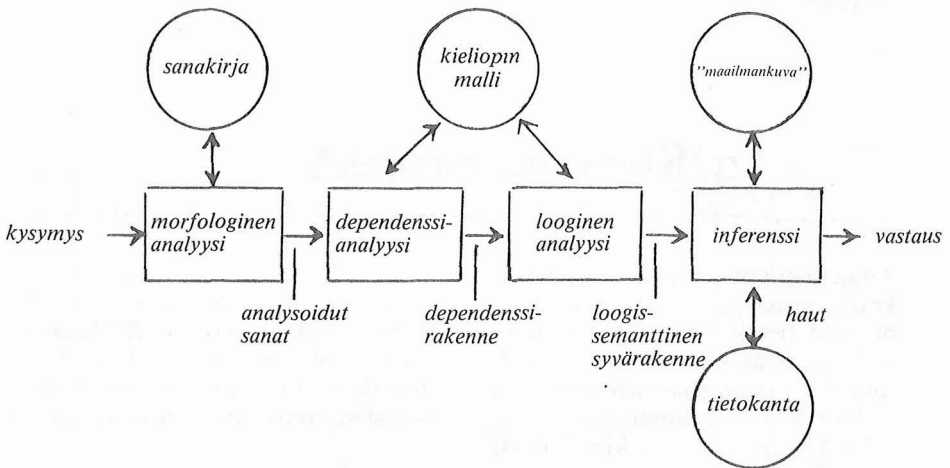 sanakirja
kieliopin
malli
"maailmankuva"
kysymys
morfologinen
analyysi
dependenssi-
analyysi
looginen
analyysi
inferenssi
vastaus
analysoidut
sanat
dependenssi-
rakenne
loogis-
semanttinen
syvärakenne
haut
tietokanta